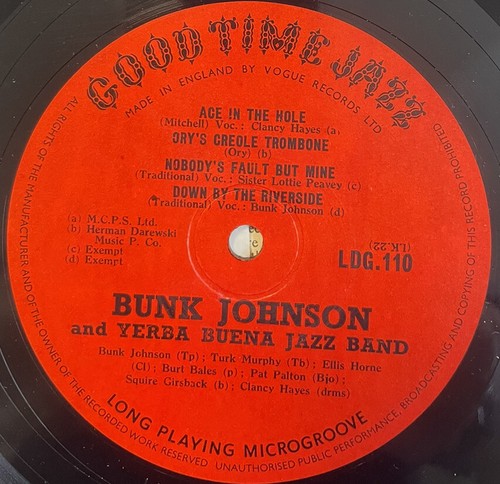 GOOD TIME JAZZ
MADE IN ENGLAND BY VOGUE RECORDS LTD
ACE IN THE HOLE
(Mitchell) Voc.: Clancy Hayes (a)
ORY'S CREOLE TROMBONE
(Ory) (b)
NOBODY'S FAULT BUT MINE
(Traditional) Voc.: Sister Lottie Peavey (c)
DOWN BY THE RIVERSIDE
(Traditional) Voc.: Bunk Johnson (d)
(a) M.C.P.S. Ltd.
(b) Herman Darewski
Music P. Co.
(c) Exempt
(d) Exempt
(LK.22)
LDG.110
BUNK JOHNSON
and YERBA BUENA JAZZ BAND
Bunk Johnson (Tp); Turk Murphy (Tb); Ellis Horne
(Cl); Burt Bales (p); Pat Palton (Bjo);
Squire Girsback (b); Clancy Hayes (drms)
LONG PLAYING MICROGROOVE
ALL RIGHTS OF THE MANUFACTURER AND OF THE OWNER OF THE RECORDED WORK RESERVED UNAUTHORISED PUBLIC PERFORMANCE, BROADCASTING AND COPYING OF THIS RECORD PROHIBITED